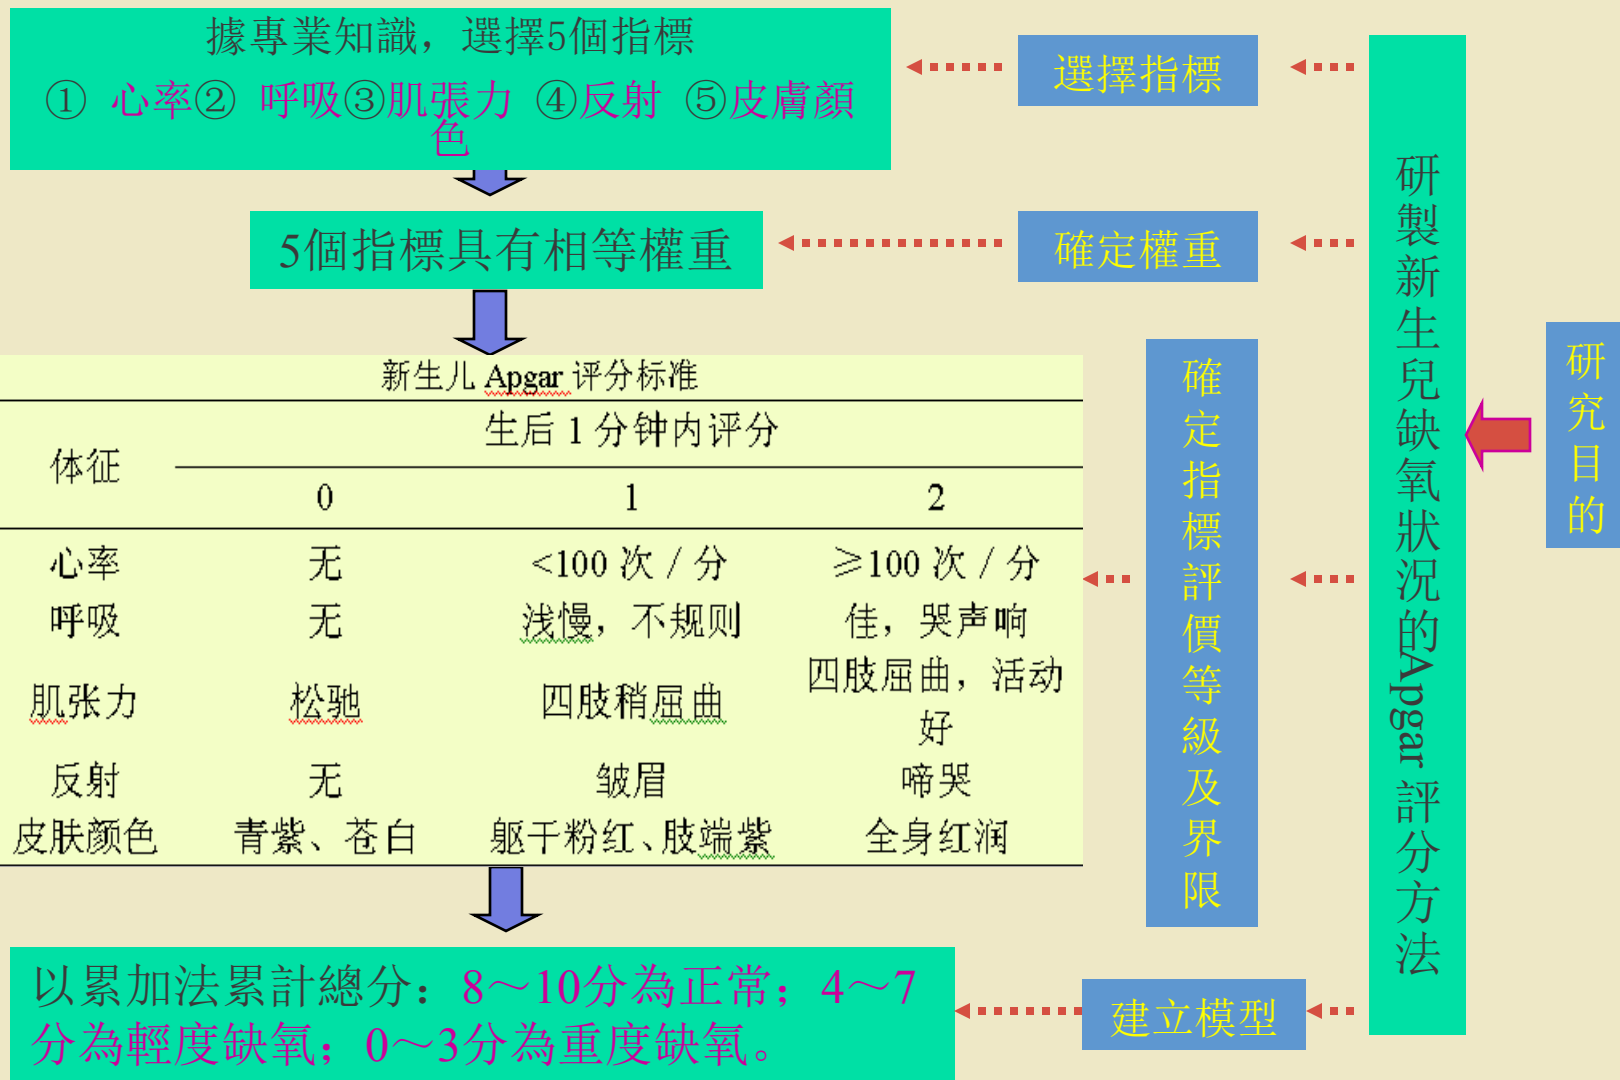 據專業知識，選擇5個指標
① 心率② 呼吸③肌張力 ④反射 ⑤皮膚顏
色
選擇指標
5個指標具有相等權重
確定權重
新生儿 Apgar 评分标准
体征
生后 1 分钟内评分
0 1 2
心率 无 <100 次 / 分 ≥100 次 / 分
呼吸 无 浅慢，不规则 佳，哭声响
肌张力 松驰 四肢稍屈曲 四肢屈曲，活动
好
反射 无 皱眉 啼哭
皮肤颜色 青紫、苍白 躯干粉红、肢端紫 全身红润
確定指標評價等級及界限
以累加法累計總分：8～10分為正常；4～7
分為輕度缺氧；0～3分為重度缺氧。
建立模型
研製新生兒缺氧狀況的Apgar 評分方法
研究目的